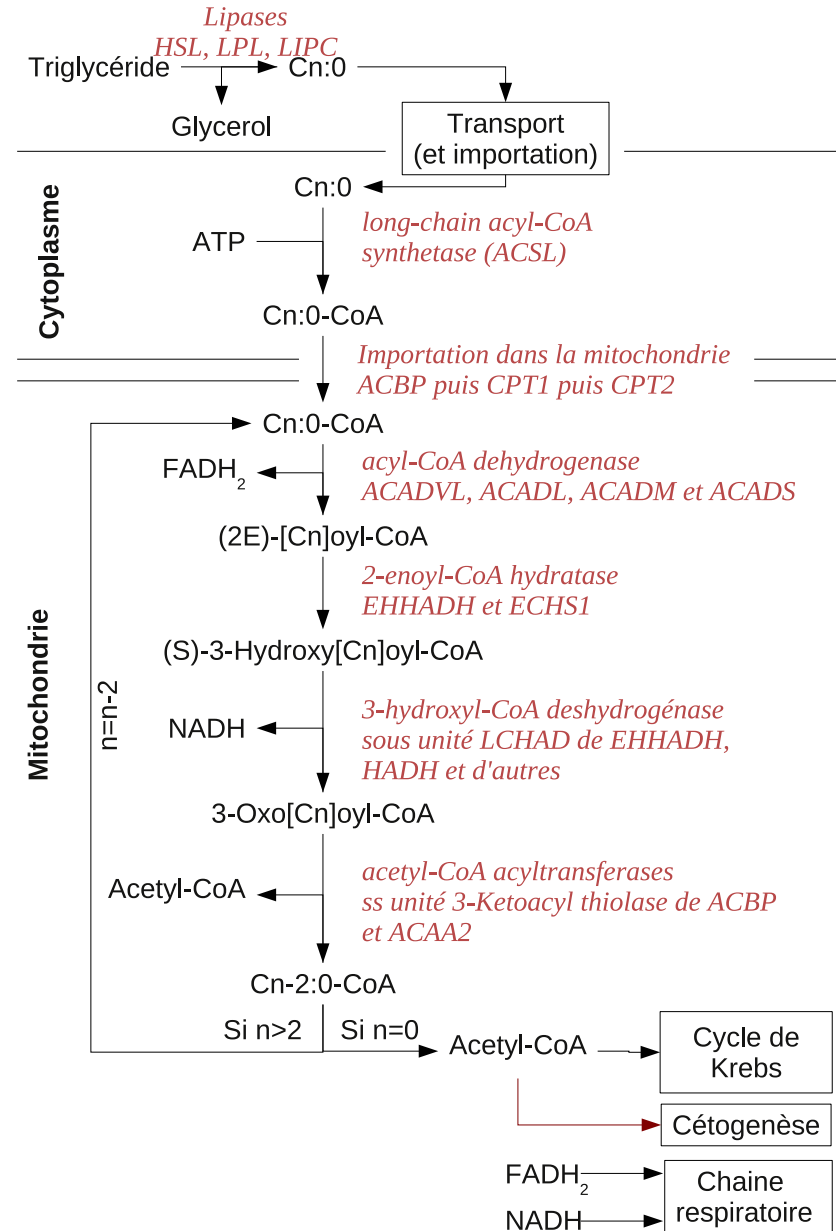 Lipases
HSL, LPL, LIPC
Triglycéride
Cn:0
Glycerol
Transport
(et importation)
Cytoplasme
Cn:0
ATP
long-chain acyl-CoA
synthetase (ACSL)
Cn:0-CoA
Importation dans la mitochondrie
ACBP puis CPT1 puis CPT2
Mitochondrie
n=n-2
Cn:0-CoA
FADH2
acyl-CoA dehydrogenase
ACADVL, ACADL, ACADM et ACADS
(2E)-[Cn]oyl-CoA
2-enoyl-CoA hydratase
EHHADH et ECHS1
(S)-3-Hydroxy[Cn]oyl-CoA
NADH
3-hydroxyl-CoA deshydrogénase
sous unité LCHAD de EHHADH,
HADH et d'autres
3-Oxo[Cn]oyl-CoA
Acetyl-CoA
acetyl-CoA acyltransferases
ss unité 3-Ketoacyl thiolase de ACBP
et ACAA2
Cn-2:0-CoA
Si n>2
Si n=0
Acetyl-CoA
Cycle de
Krebs
Cétogenèse
FADH2
NADH
Chaine
respiratoire